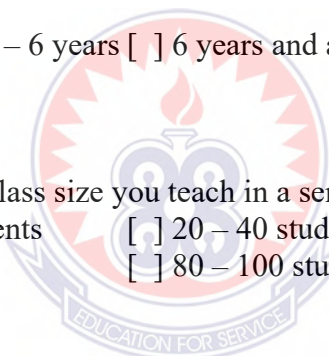 – 6 years [ ] 6 years and a
lass size you teach in a ser
ents [ ] 20 – 40 stud
[ ] 80 – 100 stu
EDUCATION FOR SERVICE